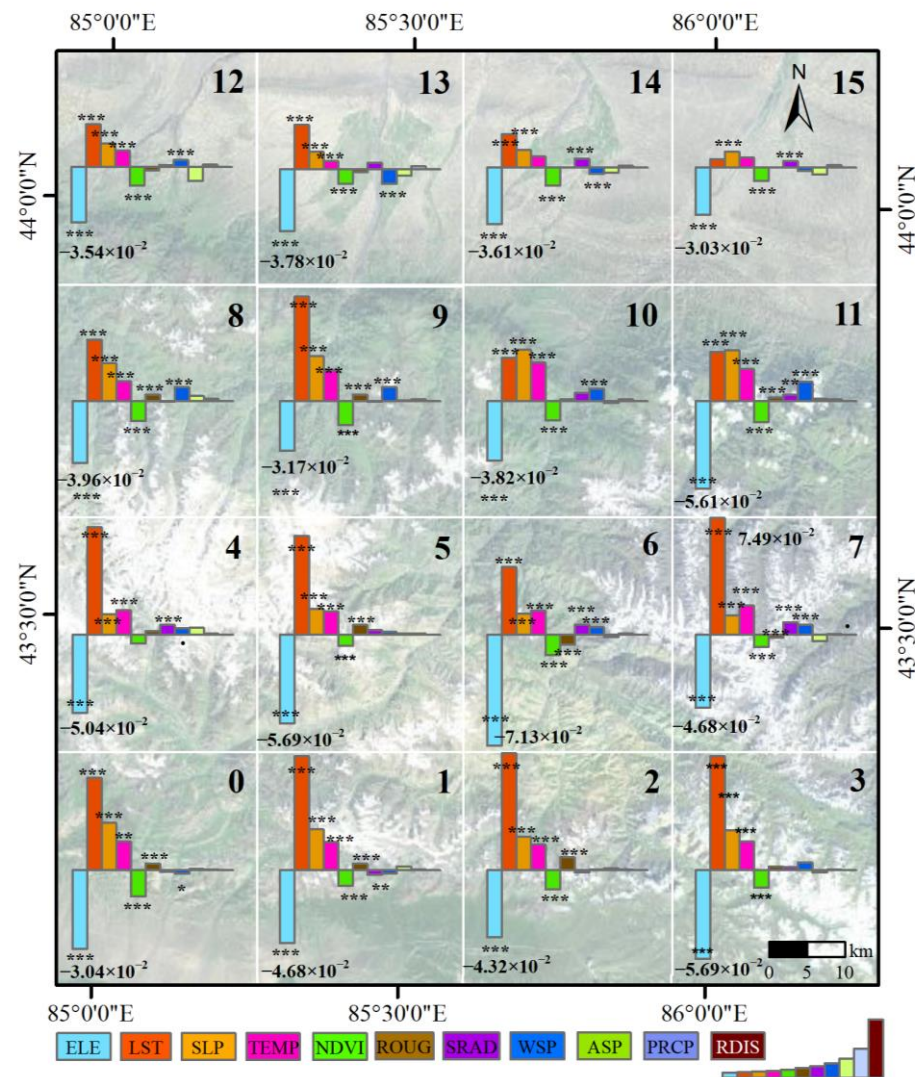 85°0'0"E 85°30'0"E 86°0'0"E
N
12 13 14 15
*** *** *** ***
*** *** *** ***
*** *** *** ***
44°0'0"N 44°0'0"N
−3.54×10⁻² −3.78×10⁻² −3.61×10⁻² −3.03×10⁻²
8 9 10 11
−3.96×10⁻² −3.17×10⁻² −3.82×10⁻² −5.61×10⁻²
4 5 6 7
7.49×10⁻²
43°30'0"N 43°30'0"N
−5.04×10⁻² −5.69×10⁻² −7.13×10⁻² −4.68×10⁻²
0 1 2 3
km
0 5 10
−3.04×10⁻² −4.68×10⁻² −4.32×10⁻² −5.69×10⁻²
85°0'0"E 85°30'0"E 86°0'0"E
ELE LST SLP TEMP NDVI ROUG SRAD WSP ASP PRCP RDIS